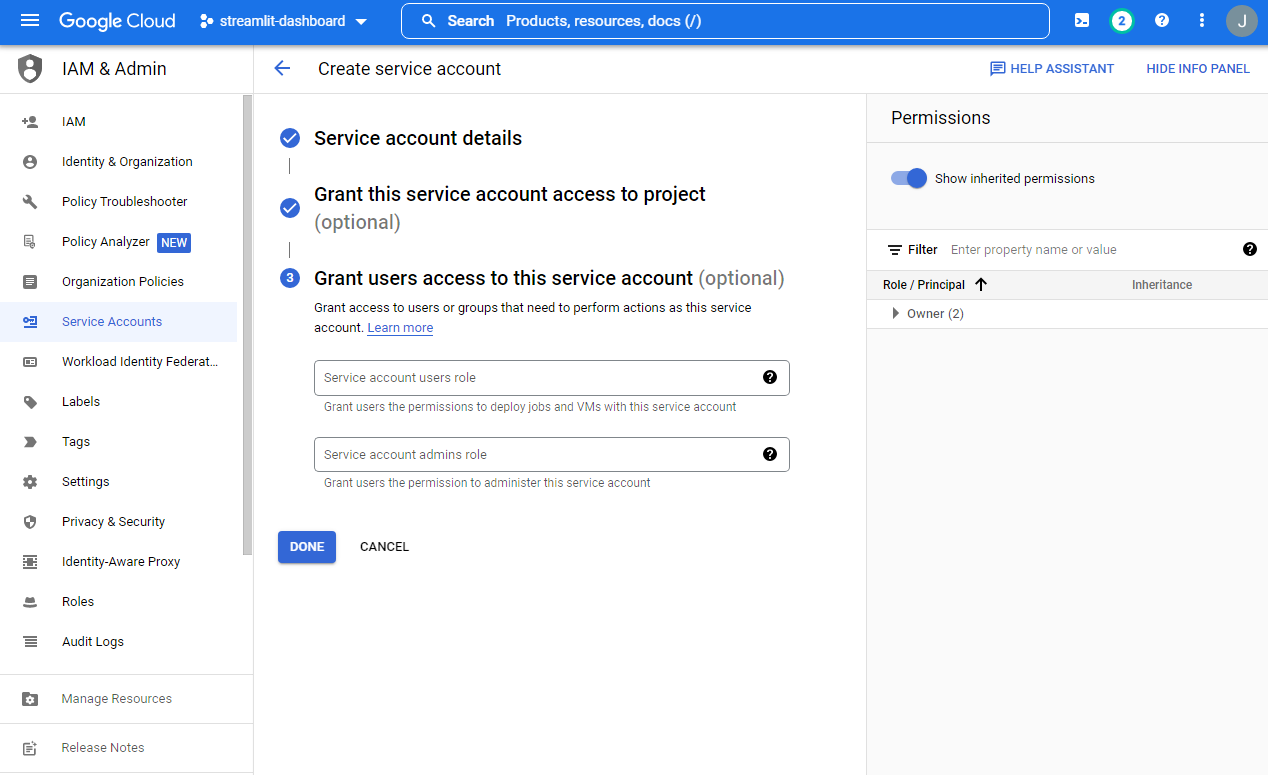 Google Cloud
streamlit-dashboard
Search Products, resources, docs (/)
2
J
IAM & Admin
Create service account
HELP ASSISTANT
HIDE INFO PANEL
IAM
Identity & Organization
Policy Troubleshooter
Policy Analyzer NEW
Organization Policies
Service Accounts
Workload Identity Federat...
Labels
Tags
Settings
Privacy & Security
Identity-Aware Proxy
Roles
Audit Logs
Manage Resources
Release Notes
Service account details
Grant this service account access to project
(optional)
3 Grant users access to this service account (optional)
Grant access to users or groups that need to perform actions as this service
account. Learn more
Service account users role
Grant users the permissions to deploy jobs and VMs with this service account
Service account admins role
Grant users the permission to administer this service account
DONE CANCEL
Permissions
Show inherited permissions
Filter Enter property name or value
Role / Principal Inheritance
Owner (2)